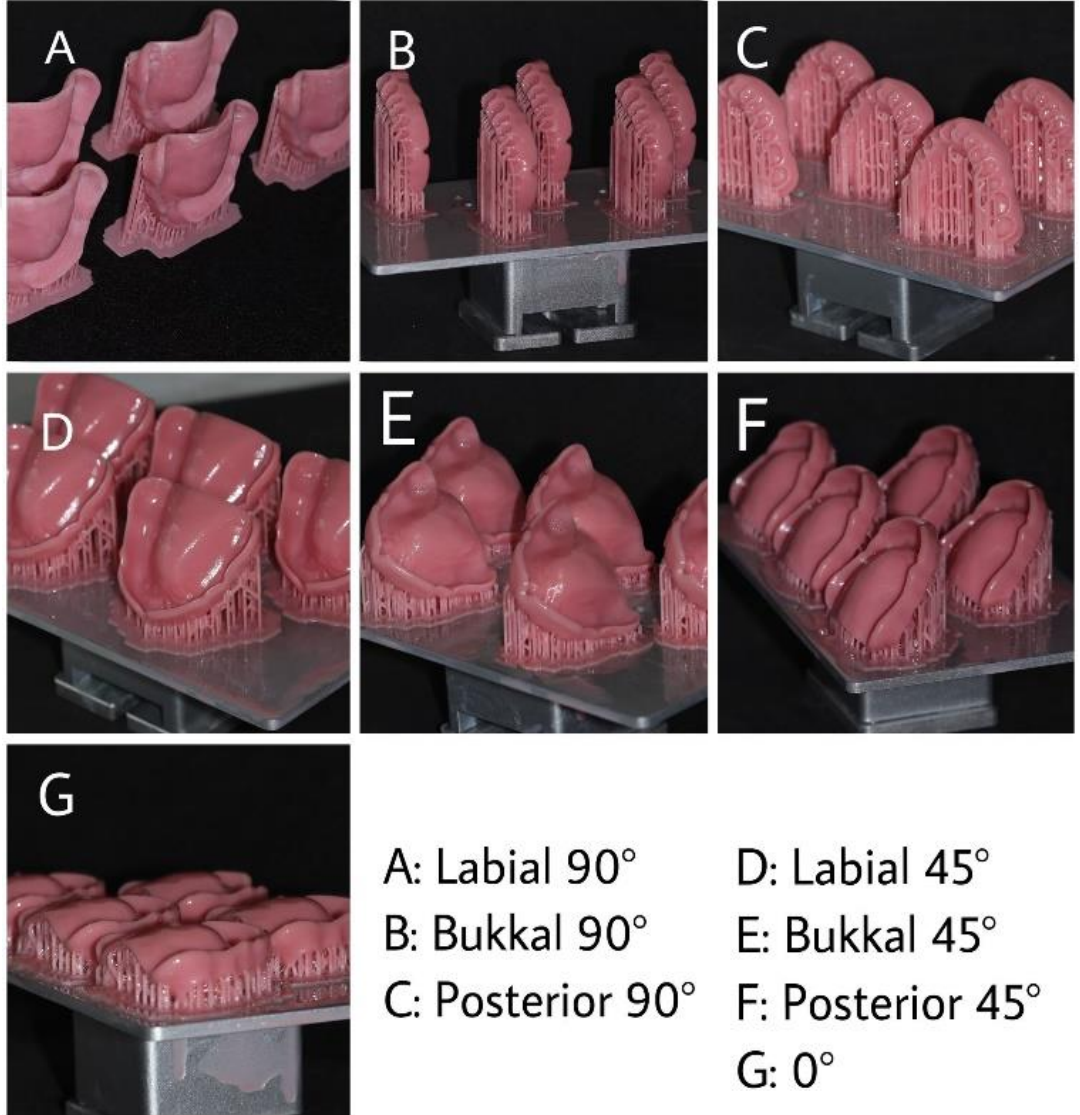 A
B
C
D
E
F
G
A: Labial 90°
B: Bukkal 90°
C: Posterior 90°
D: Labial 45°
E: Bukkal 45°
F: Posterior 45°
G: 0°